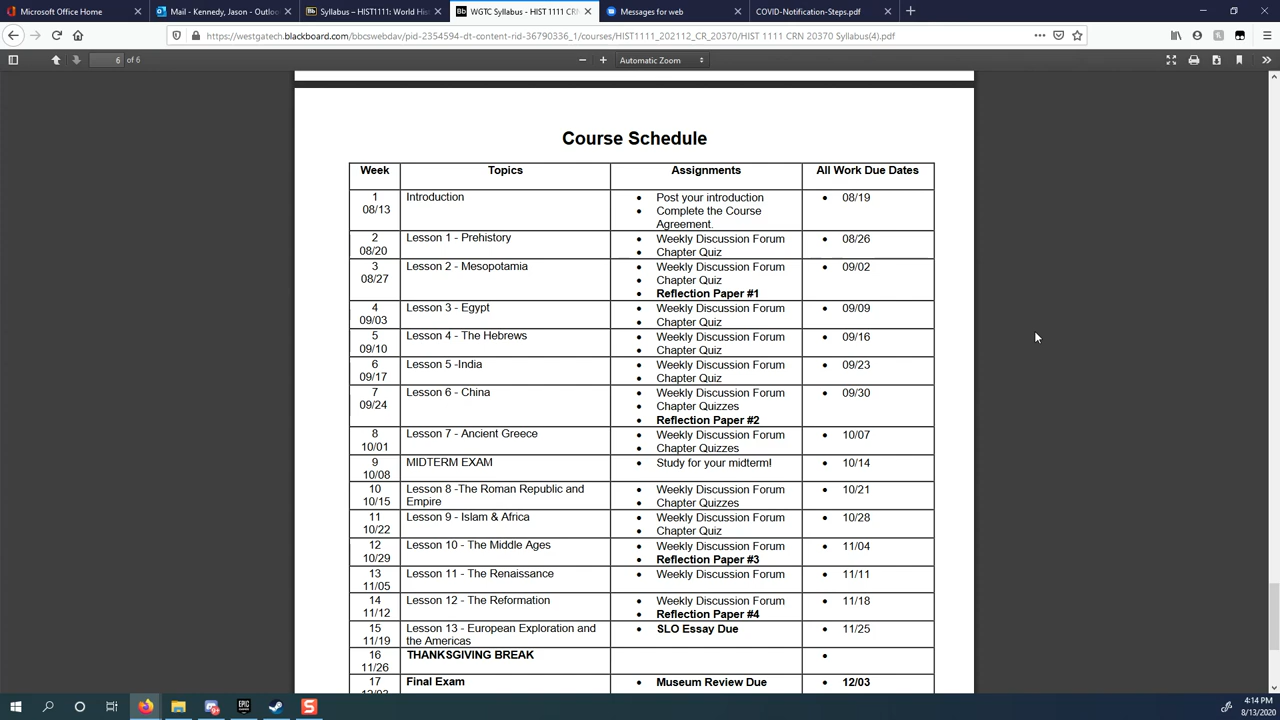 Microsoft Office Home
Mail - Kennedy, Jason - Outloo
Syllabus – HIST1111: World His
WGTC Syllabus - HIST 1111 CRN
Messages for web
COVID-Notification-Steps.pdf
https://westgatech.blackboard.com/bbcswebdav/pid-2354594-dt-content-rid-36790336_1/courses/HIST1111_202112_CR_20370/HIST 1111 CRN 20370 Syllabus(4).pdf
6 of 6
Automatic Zoom
Course Schedule
Week Topics Assignments All Work Due Dates
1 Introduction • Post your introduction • 08/19
08/13 • Complete the Course
Agreement.
2 Lesson 1 - Prehistory • Weekly Discussion Forum • 08/26
08/20 • Chapter Quiz
3 Lesson 2 - Mesopotamia • Weekly Discussion Forum • 09/02
08/27 • Chapter Quiz
• Reflection Paper #1
4 Lesson 3 - Egypt • Weekly Discussion Forum • 09/09
09/03 • Chapter Quiz
5 Lesson 4 - The Hebrews • Weekly Discussion Forum • 09/16
09/10 • Chapter Quiz
6 Lesson 5 -India • Weekly Discussion Forum • 09/23
09/17 • Chapter Quiz
7 Lesson 6 - China • Weekly Discussion Forum • 09/30
09/24 • Chapter Quizzes
• Reflection Paper #2
8 Lesson 7 - Ancient Greece • Weekly Discussion Forum • 10/07
10/01 • Chapter Quizzes
9 MIDTERM EXAM • Study for your midterm! • 10/14
10/08
10 Lesson 8 -The Roman Republic and • Weekly Discussion Forum • 10/21
10/15 Empire • Chapter Quizzes
11 Lesson 9 - Islam & Africa • Weekly Discussion Forum • 10/28
10/22 • Chapter Quiz
12 Lesson 10 - The Middle Ages • Weekly Discussion Forum • 11/04
10/29 • Reflection Paper #3
13 Lesson 11 - The Renaissance • Weekly Discussion Forum • 11/11
11/05
14 Lesson 12 - The Reformation • Weekly Discussion Forum • 11/18
11/12 • Reflection Paper #4
15 Lesson 13 - European Exploration and • SLO Essay Due • 11/25
11/19 the Americas
16 THANKSGIVING BREAK •
11/26
17 Final Exam • Museum Review Due • 12/03
4:14 PM
8/13/2020